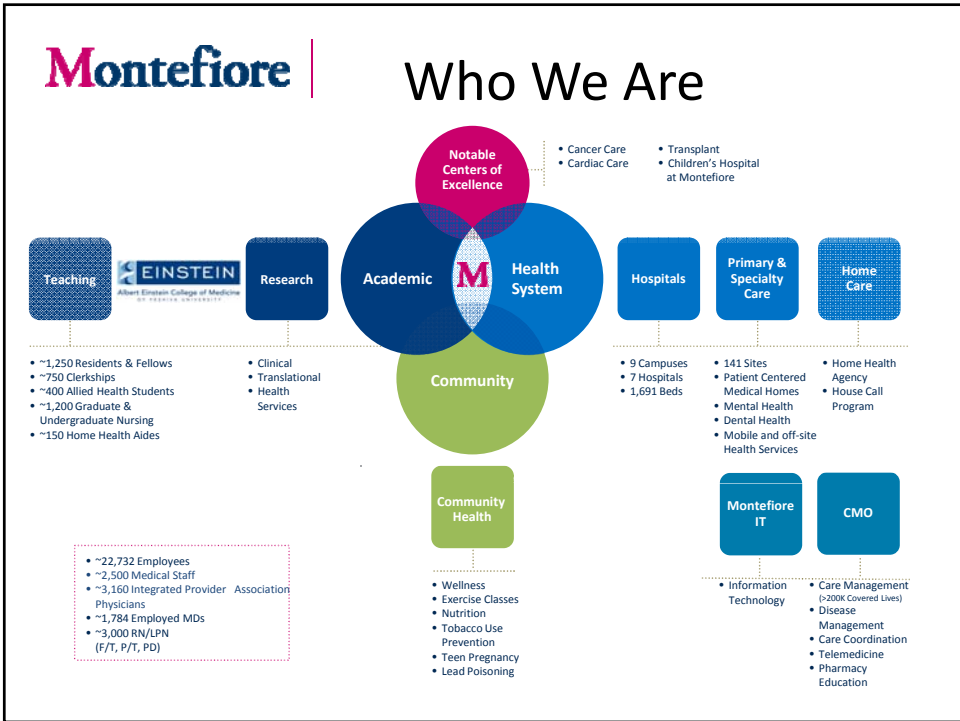 Montefiore
Who We Are
Notable
Centers of
Excellence
• Cancer Care
• Cardiac Care
• Transplant
• Children's Hospital
at Montefiore
Teaching
EINSTEIN
Albert Einstein College of Medicine
OF YESHIVA UNIVERSITY
Research
Academic
M
Health
System
Hospitals
Primary &
Specialty
Care
Home
Care
• ~1,250 Residents & Fellows
• ~750 Clerkships
• ~400 Allied Health Students
• ~1,200 Graduate &
Undergraduate Nursing
• ~150 Home Health Aides
• Clinical
• Translational
• Health
Services
Community
• 9 Campuses
• 7 Hospitals
• 1,691 Beds
• 141 Sites
• Patient Centered
Medical Homes
• Mental Health
• Dental Health
• Mobile and off-site
Health Services
• Home Health
Agency
• House Call
Program
Community
Health
Montefiore
IT
CMO
• ~22,732 Employees
• ~2,500 Medical Staff
• ~3,160 Integrated Provider Association
Physicians
• ~1,784 Employed MDs
• ~3,000 RN/LPN
(F/T, P/T, PD)
• Wellness
• Exercise Classes
• Nutrition
• Tobacco Use
Prevention
• Teen Pregnancy
• Lead Poisoning
• Information
Technology
• Care Management
(>200K Covered Lives)
• Disease
Management
• Care Coordination
• Telemedicine
• Pharmacy
Education